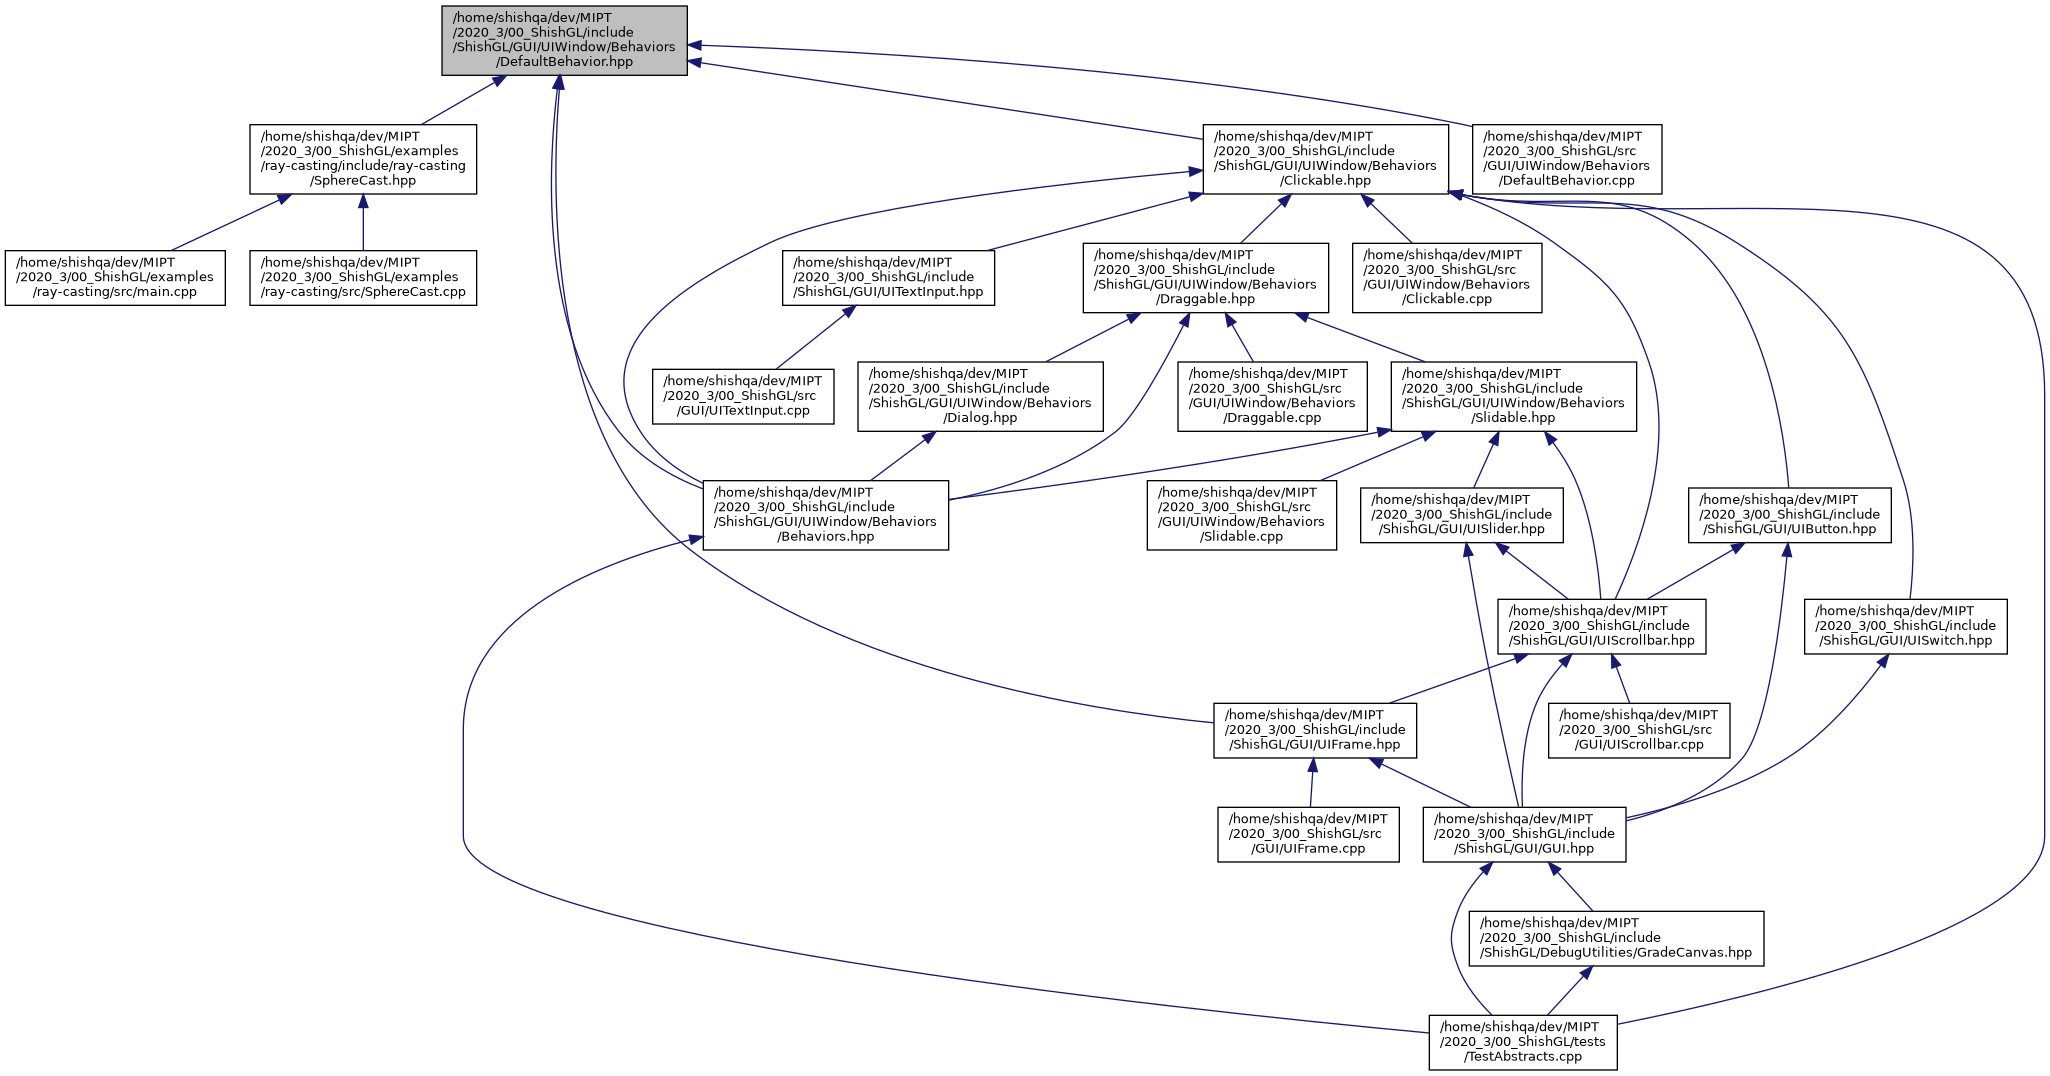 /home/shishqa/dev/MIPT
/2020_3/00_ShishGL/include
/ShishGL/GUI/UIWindow/Behaviors
/DefaultBehavior.hpp
/home/shishqa/dev/MIPT
/2020_3/00_ShishGL/examples
/ray-casting/include/ray-casting
/SphereCast.hpp
/home/shishqa/dev/MIPT
/2020_3/00_ShishGL/include
/ShishGL/GUI/UIWindow/Behaviors
/Clickable.hpp
/home/shishqa/dev/MIPT
/2020_3/00_ShishGL/src
/GUI/UIWindow/Behaviors
/DefaultBehavior.cpp
/home/shishqa/dev/MIPT
/2020_3/00_ShishGL/examples
/ray-casting/src/main.cpp
/home/shishqa/dev/MIPT
/2020_3/00_ShishGL/examples
/ray-casting/src/SphereCast.cpp
/home/shishqa/dev/MIPT
/2020_3/00_ShishGL/include
/ShishGL/GUI/UITextInput.hpp
/home/shishqa/dev/MIPT
/2020_3/00_ShishGL/include
/ShishGL/GUI/UIWindow/Behaviors
/Draggable.hpp
/home/shishqa/dev/MIPT
/2020_3/00_ShishGL/src
/GUI/UIWindow/Behaviors
/Clickable.cpp
/home/shishqa/dev/MIPT
/2020_3/00_ShishGL/src
/GUI/UITextInput.cpp
/home/shishqa/dev/MIPT
/2020_3/00_ShishGL/include
/ShishGL/GUI/UIWindow/Behaviors
/Dialog.hpp
/home/shishqa/dev/MIPT
/2020_3/00_ShishGL/src
/GUI/UIWindow/Behaviors
/Draggable.cpp
/home/shishqa/dev/MIPT
/2020_3/00_ShishGL/include
/ShishGL/GUI/UIWindow/Behaviors
/Slidable.hpp
/home/shishqa/dev/MIPT
/2020_3/00_ShishGL/include
/ShishGL/GUI/UIWindow/Behaviors
/Behaviors.hpp
/home/shishqa/dev/MIPT
/2020_3/00_ShishGL/src
/GUI/UIWindow/Behaviors
/Slidable.cpp
/home/shishqa/dev/MIPT
/2020_3/00_ShishGL/include
/ShishGL/GUI/UISlider.hpp
/home/shishqa/dev/MIPT
/2020_3/00_ShishGL/include
/ShishGL/GUI/UIButton.hpp
/home/shishqa/dev/MIPT
/2020_3/00_ShishGL/include
/ShishGL/GUI/UIScrollbar.hpp
/home/shishqa/dev/MIPT
/2020_3/00_ShishGL/include
/ShishGL/GUI/UISwitch.hpp
/home/shishqa/dev/MIPT
/2020_3/00_ShishGL/include
/ShishGL/GUI/UIFrame.hpp
/home/shishqa/dev/MIPT
/2020_3/00_ShishGL/src
/GUI/UIScrollbar.cpp
/home/shishqa/dev/MIPT
/2020_3/00_ShishGL/src
/GUI/UIFrame.cpp
/home/shishqa/dev/MIPT
/2020_3/00_ShishGL/include
/ShishGL/GUI/GUI.hpp
/home/shishqa/dev/MIPT
/2020_3/00_ShishGL/include
/ShishGL/DebugUtilities/GradeCanvas.hpp
/home/shishqa/dev/MIPT
/2020_3/00_ShishGL/tests
/TestAbstracts.cpp